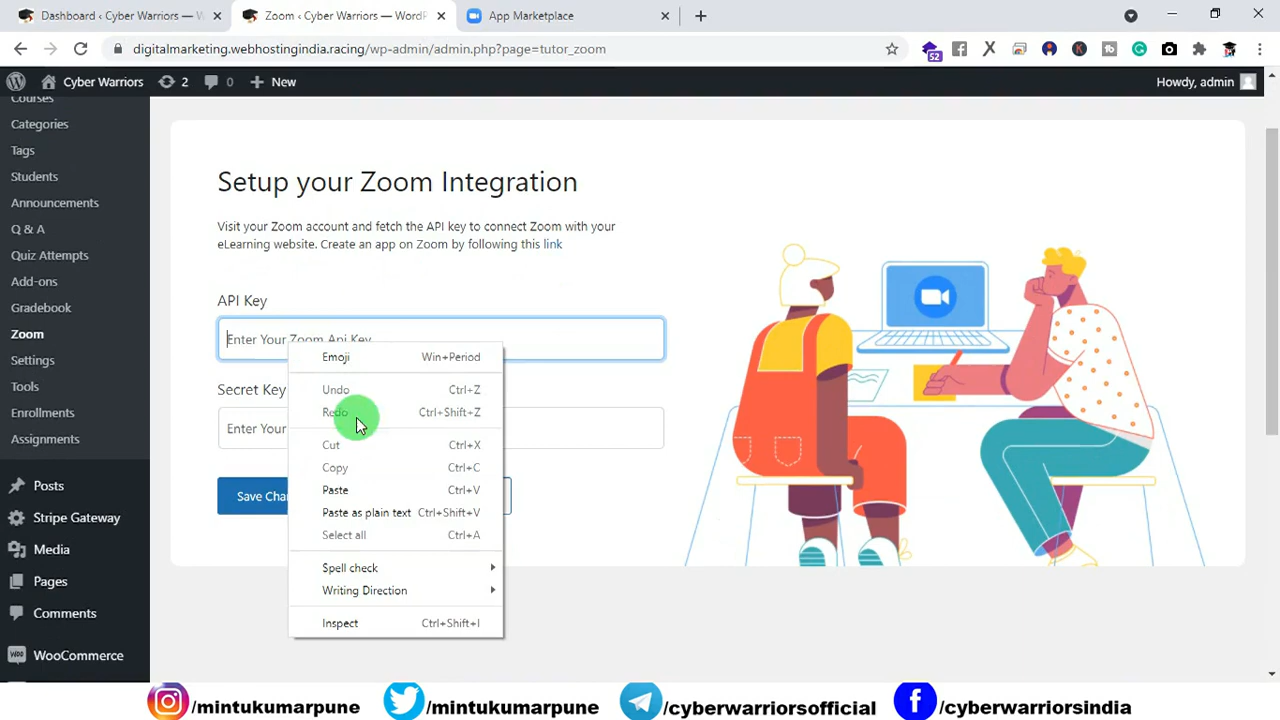 Dashboard ‹ Cyber Warriors — W
Zoom ‹ Cyber Warriors — WordP
App Marketplace
digitalmarketing.webhostingindia.racing/wp-admin/admin.php?page=tutor_zoom
52
Cyber Warriors
2
0
New
Howdy, admin
Courses
Categories
Tags
Students
Announcements
Q & A
Quiz Attempts
Add-ons
Gradebook
Zoom
Settings
Tools
Enrollments
Assignments
Posts
Stripe Gateway
Media
Pages
Comments
WooCommerce
Setup your Zoom Integration
Visit your Zoom account and fetch the API key to connect Zoom with your
eLearning website. Create an app on Zoom by following this link
API Key
Enter Your Zoom Api Key
Secret Key
Enter Your
Save Cha
Emoji Win+Period
Undo Ctrl+Z
Redo Ctrl+Shift+Z
Cut Ctrl+X
Copy Ctrl+C
Paste Ctrl+V
Paste as plain text Ctrl+Shift+V
Select all Ctrl+A
Spell check
Writing Direction
Inspect Ctrl+Shift+I
/mintukumarpune
/mintukumarpune
/cyberwarriorsofficial
/cyberwarriorsindia